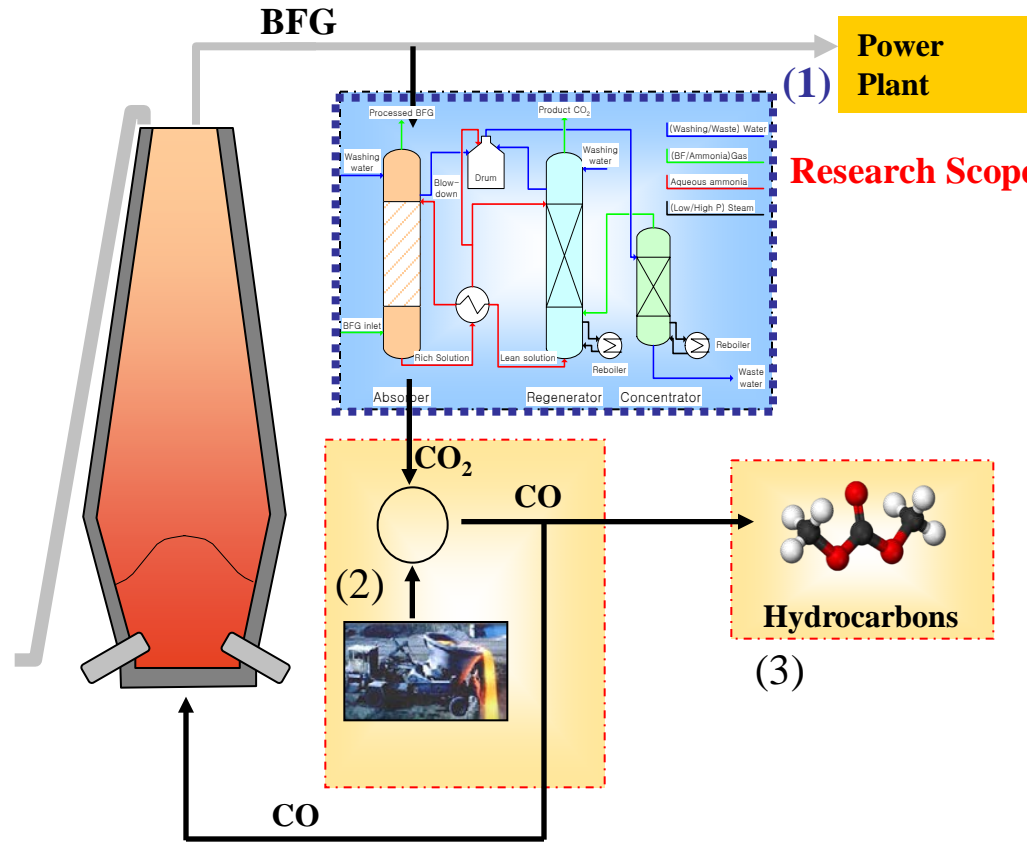 BFG
Power
Plant
(1)
Research Scope
Processed BFG
Product CO₂
(Washing/Waste) Water
Washing
water
Washing
water
(BF/Ammonia)Gas
Drum
Blow-
down
Aqueous ammonia
(Low/High P) Steam
BFG inlet
Rich Solution
Lean solution
Reboiler
Reboiler
Waste
water
Absorber
Regenerator
Concentrator
CO₂
CO
(2)
Hydrocarbons
(3)
CO